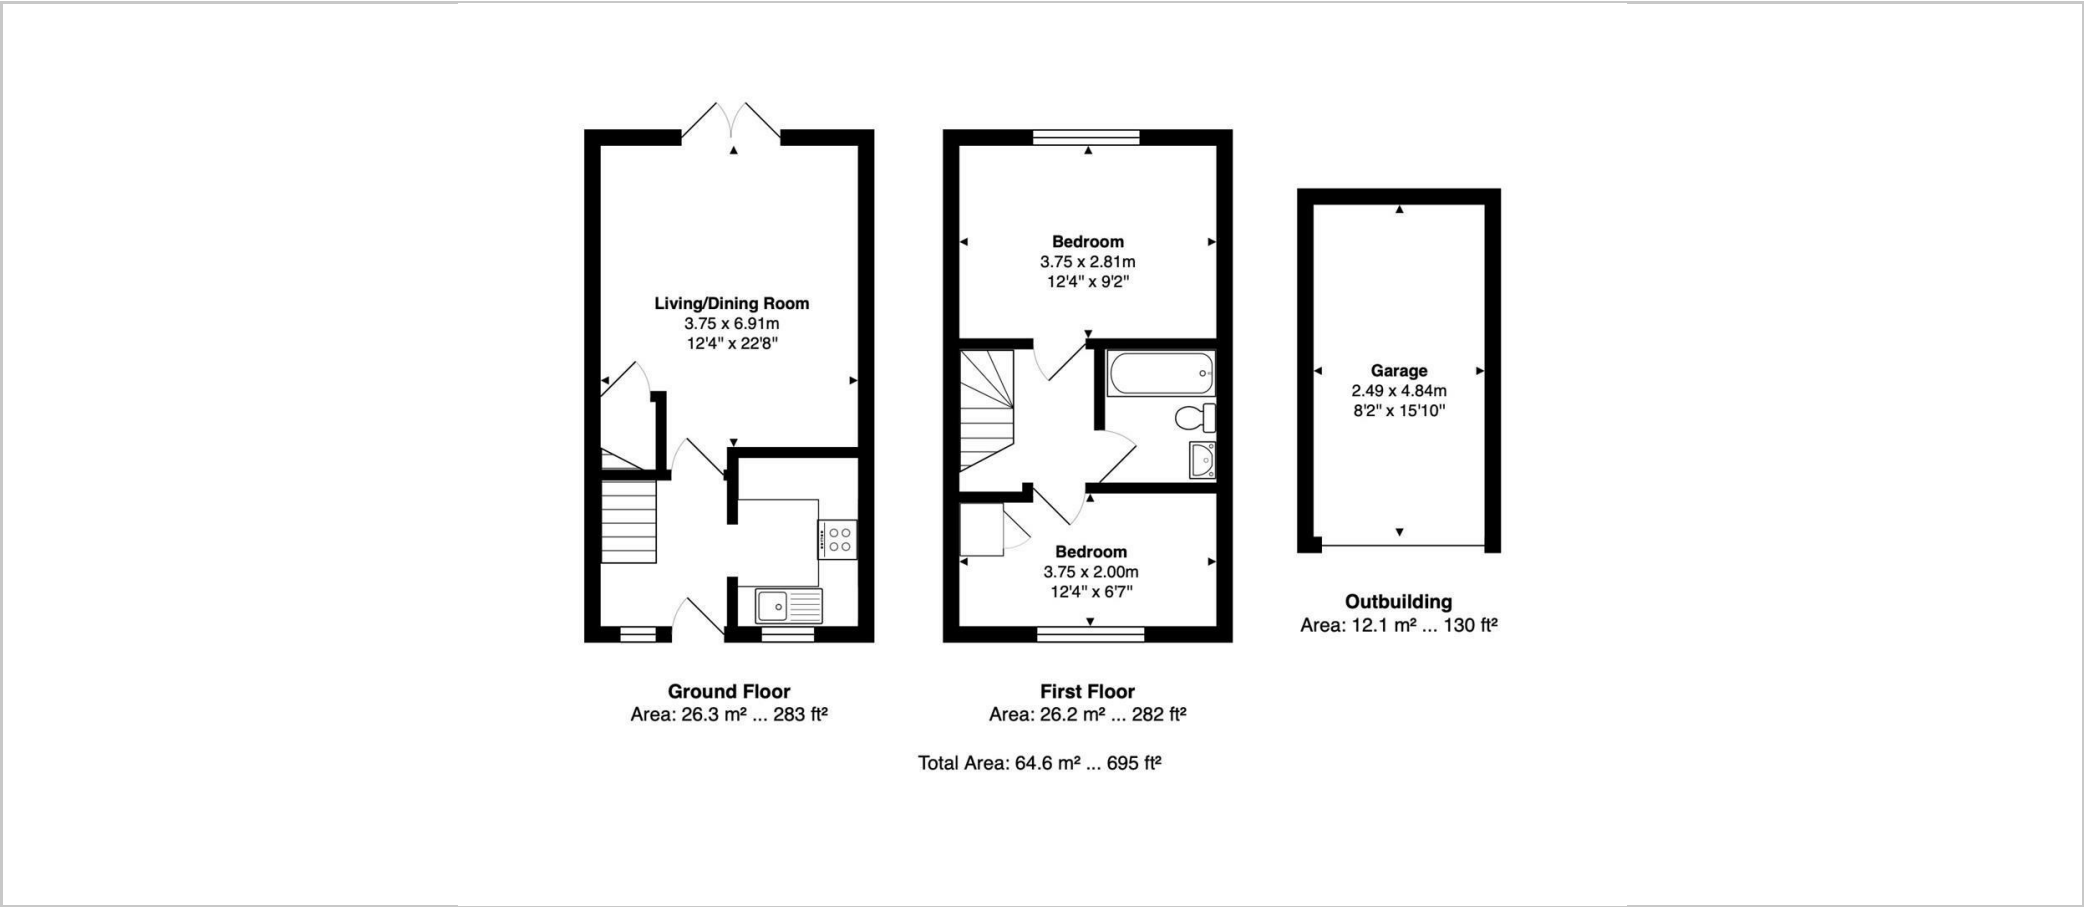 Living/Dining Room
3.75 x 6.91m
12'4" x 22'8"
Bedroom
3.75 x 2.81m
12'4" x 9'2"
Bedroom
3.75 x 2.00m
12'4" x 6'7"
Garage
2.49 x 4.84m
8'2" x 15'10"
Ground Floor
Area: 26.3 m² ... 283 ft²
First Floor
Area: 26.2 m² ... 282 ft²
Outbuilding
Area: 12.1 m² ... 130 ft²
Total Area: 64.6 m² ... 695 ft²